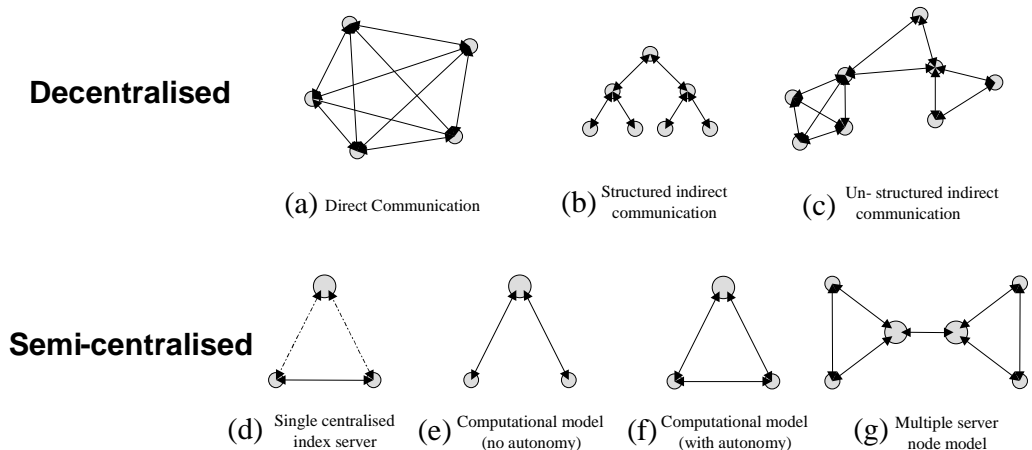 Decentralised
(a) Direct Communication
(b) Structured indirect
communication
(c) Un- structured indirect
communication
Semi-centralised
(d) Single centralised
index server
(e) Computational model
(no autonomy)
(f) Computational model
(with autonomy)
(g) Multiple server
node model